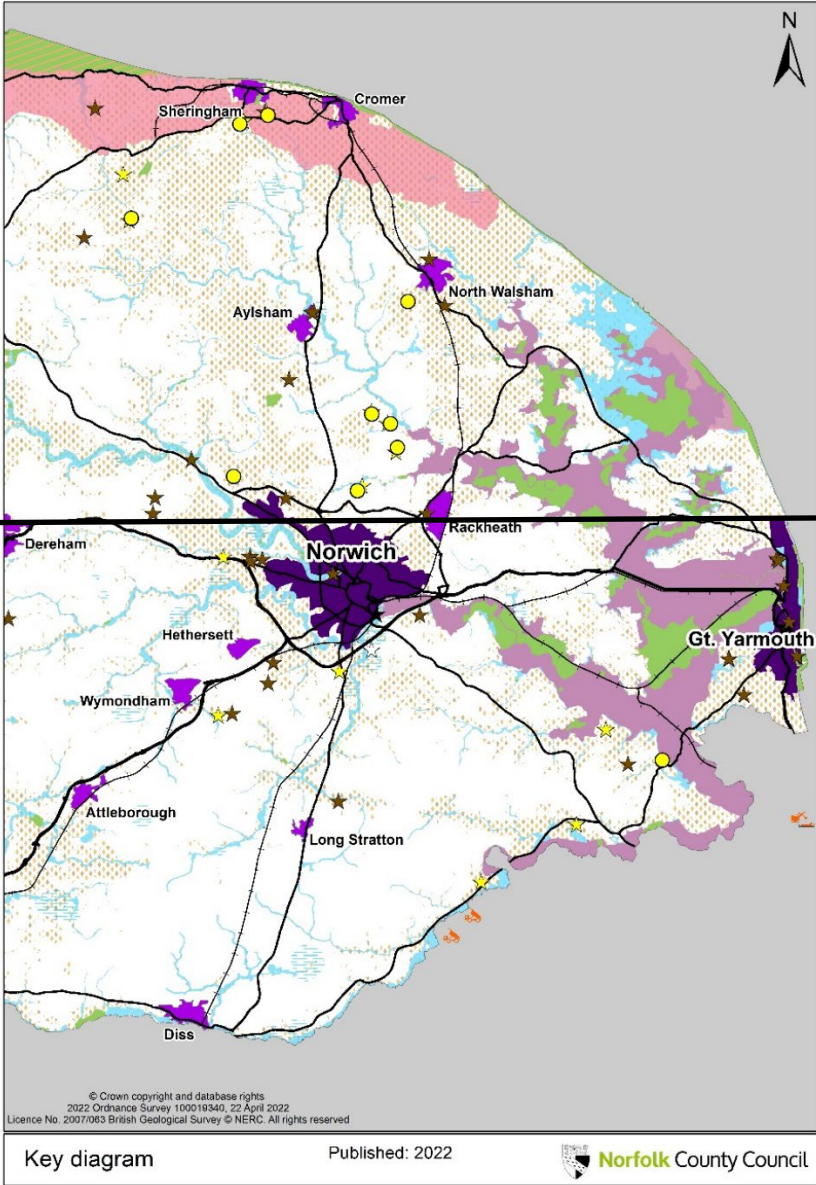 N
Cromer
Sheringham
North Walsham
Aylsham
Rackheath
Dereham
Norwich
Hethersett
Gt. Yarmouth
Wymondham
Attleborough
Long Stratton
Diss
© Crown copyright and database rights
2022 Ordnance Survey 100019340, 22 April 2022
Licence No. 2007/063 British Geological Survey © NERC. All rights reserved
Key diagram
Published: 2022
Norfolk County Council